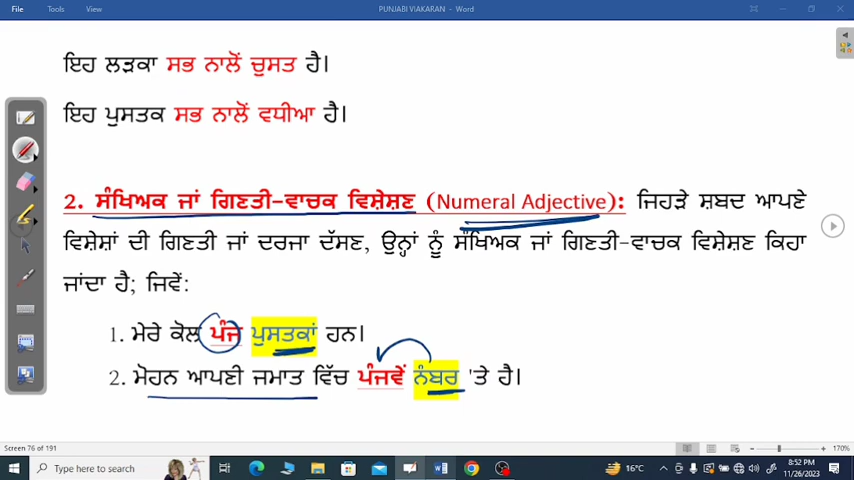 File Tools View PUNJABI VIAKARAN - Word
ਇਹ ਲੜਕਾ ਸਭ ਨਾਲੋਂ ਚੁਸਤ ਹੈ।
ਇਹ ਪੁਸਤਕ ਸਭ ਨਾਲੋਂ ਵਧੀਆ ਹੈ।
2. ਸੰਖਿਅਕ ਜਾਂ ਗਿਣਤੀ-ਵਾਚਕ ਵਿਸ਼ੇਸ਼ਣ (Numeral Adjective): ਜਿਹੜੇ ਸ਼ਬਦ ਆਪਣੇ
ਵਿਸ਼ੇਸ਼ਾਂ ਦੀ ਗਿਣਤੀ ਜਾਂ ਦਰਜਾ ਦੱਸਣ, ਉਨ੍ਹਾਂ ਨੂੰ ਸੰਖਿਅਕ ਜਾਂ ਗਿਣਤੀ-ਵਾਚਕ ਵਿਸ਼ੇਸ਼ਣ ਕਿਹਾ
ਜਾਂਦਾ ਹੈ; ਜਿਵੇਂ:
1. ਮੇਰੇ ਕੋਲ ਪੰਜ ਪੁਸਤਕਾਂ ਹਨ।
2. ਮੋਹਨ ਆਪਣੀ ਜਮਾਤ ਵਿੱਚ ਪੰਜਵੇਂ ਨੰਬਰ 'ਤੇ ਹੈ।
Screen 76 of 191 170%
Type here to search 16°C 8:52 PM
11/26/2023